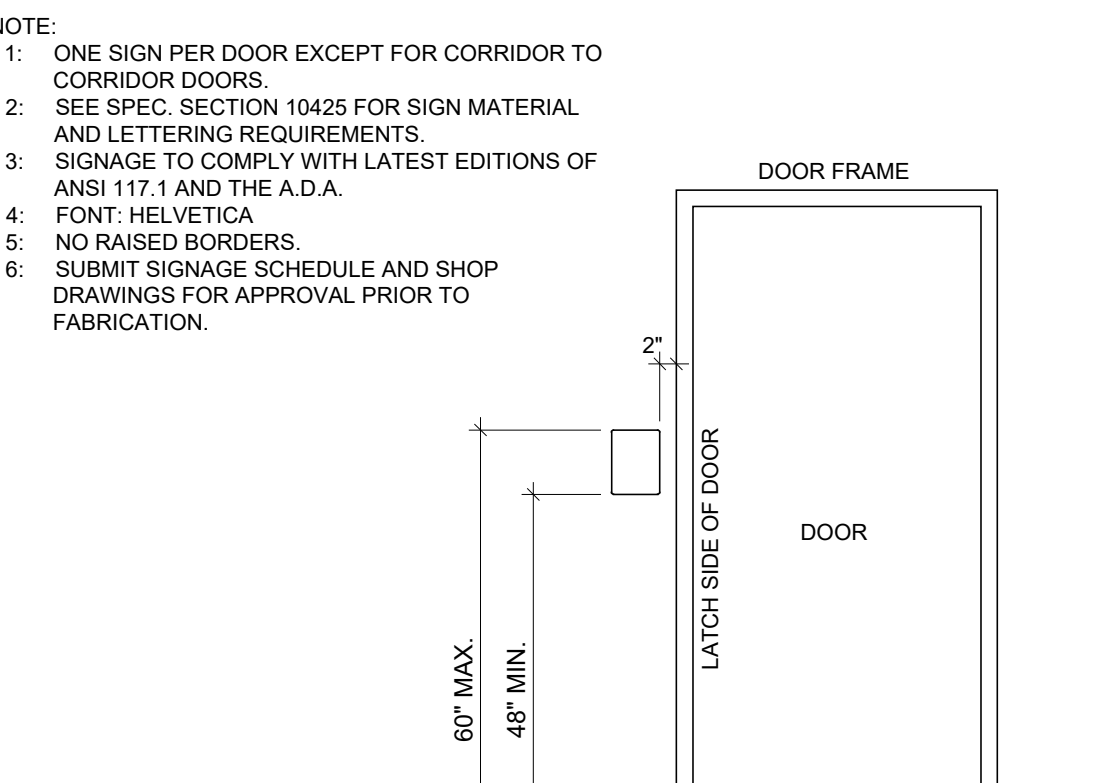 NOTE:
1: ONE SIGN PER DOOR EXCEPT FOR CORRIDOR TO
CORRIDOR DOORS.
2: SEE SPEC. SECTION 10425 FOR SIGN MATERIAL
AND LETTERING REQUIREMENTS.
3: SIGNAGE TO COMPLY WITH LATEST EDITIONS OF
ANSI 117.1 AND THE A.D.A.
4: FONT: HELVETICA
5: NO RAISED BORDERS.
6: SUBMIT SIGNAGE SCHEDULE AND SHOP
DRAWINGS FOR APPROVAL PRIOR TO
FABRICATION.
DOOR FRAME
2"
LATCH SIDE OF DOOR
DOOR
60" MAX.
48" MIN.